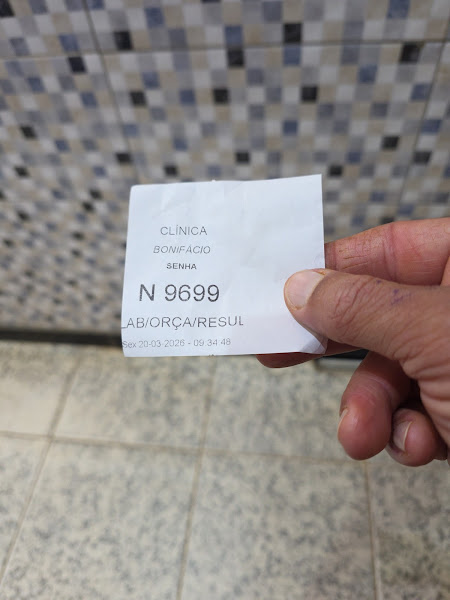 CLÍNICA
BONIFÁCIO
SENHA
N 9699
LAB/ORÇA/RESUL
Sex 20-03-2026 - 09:34:48